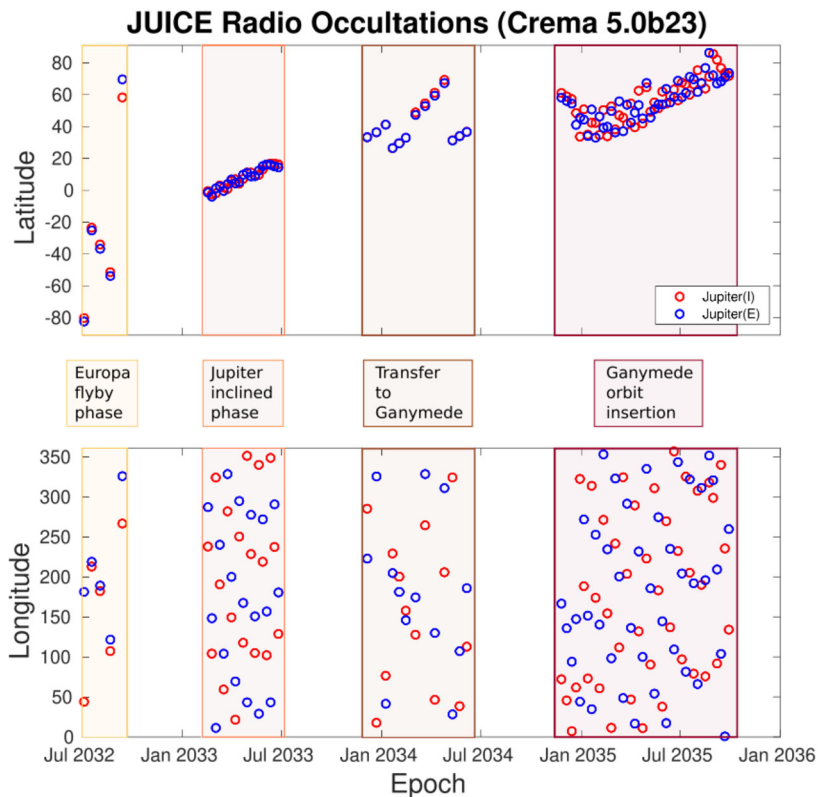 JUICE Radio Occultations (Crema 5.0b23)
80
60
40
20
0
-20
-40
-60
-80
Latitude
Jupiter(I)
Jupiter(E)
Europa
flyby
phase
Jupiter
inclined
phase
Transfer
to
Ganymede
Ganymede
orbit
insertion
350
300
250
200
150
100
50
0
Longitude
Jul 2032
Jan 2033
Jul 2033
Jan 2034
Jul 2034
Jan 2035
Jul 2035
Jan 2036
Epoch